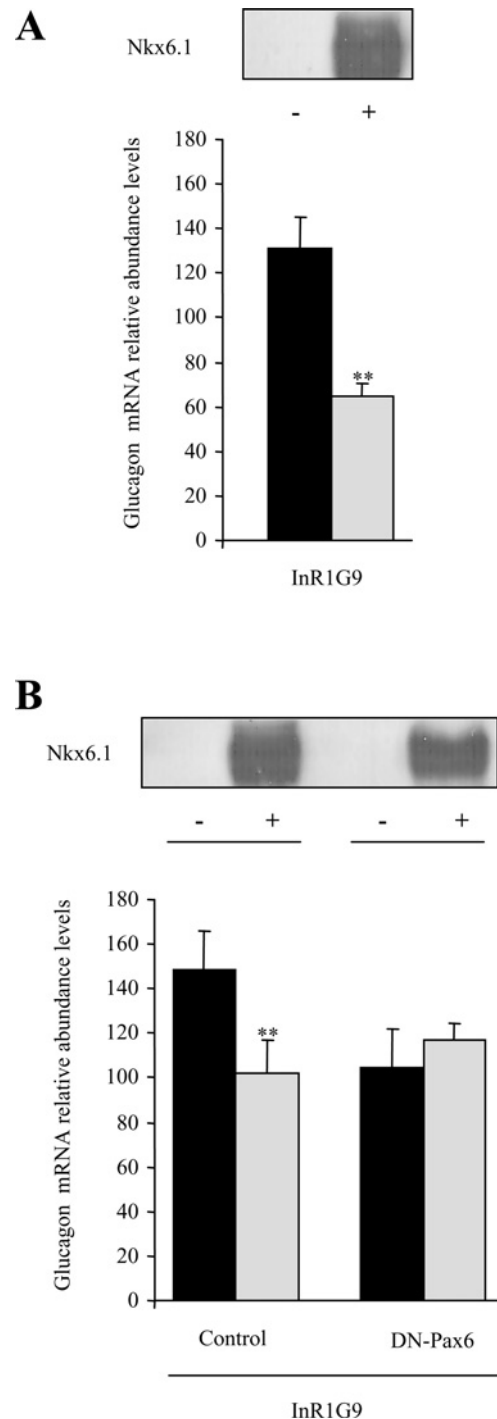 A
Nkx6.1
- +
Glucagon mRNA relative abundance levels
180
160
140
120
100
80
60
40
20
0
**
InR1G9
B
Nkx6.1
- + - +
Glucagon mRNA relative abundance levels
180
160
140
120
100
80
60
40
20
0
**
Control DN-Pax6
InR1G9